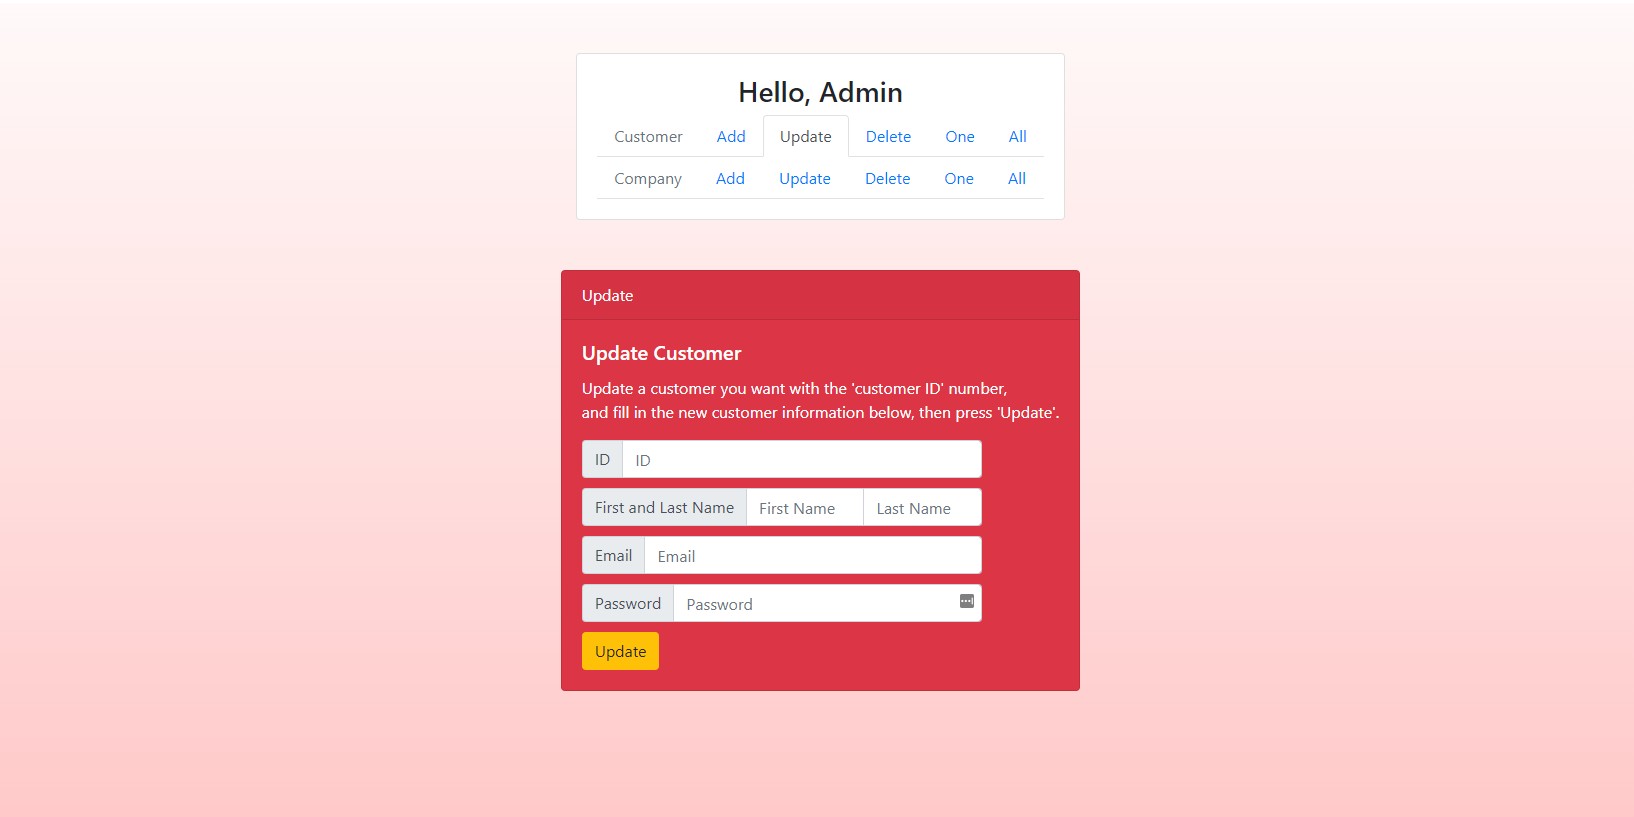 Hello, Admin
Customer Add Update Delete One All
Company Add Update Delete One All
Update
Update Customer
Update a customer you want with the 'customer ID' number,
and fill in the new customer information below, then press 'Update'.
ID ID
First and Last Name First Name Last Name
Email Email
Password Password
Update